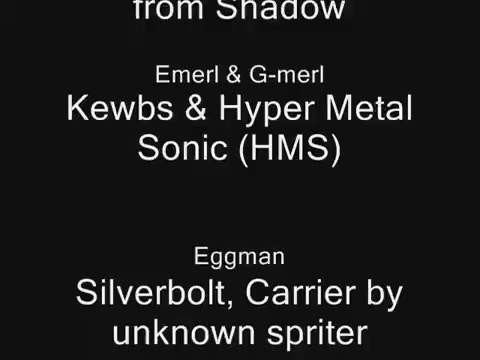 from Shadow
Emerl & G-merl
Kewbs & Hyper Metal
Sonic (HMS)
Eggman
Silverbolt, Carrier by
unknown spriter